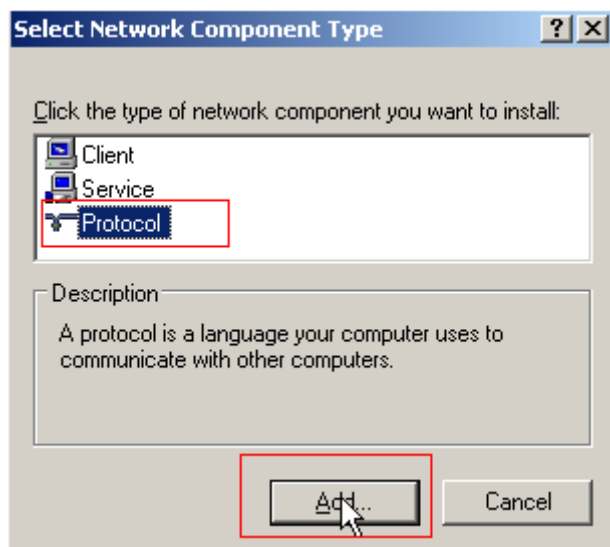 Select Network Component Type
Click the type of network component you want to install:
Client
Service
Protocol
Description
A protocol is a language your computer uses to
communicate with other computers.
Add...
Cancel